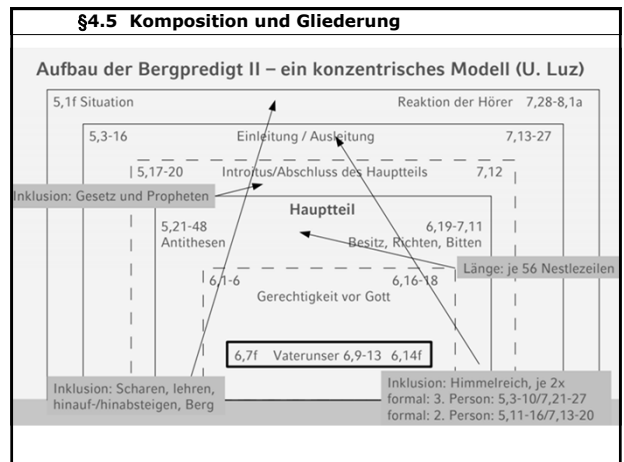 §4.5 Komposition und Gliederung
Aufbau der Bergpredigt II – ein konzentrisches Modell (U. Luz)
5,1f Situation Reaktion der Hörer 7,28-8,1a
5,3-16 Einleitung / Ausleitung 7,13-27
5,17-20 Introitus/Abschluss des Hauptteils 7,12
Inklusion: Gesetz und Propheten
Hauptteil
5,21-48 6,19-7,11
Antithesen Besitz, Richten, Bitten
Länge: je 56 Nestlezeilen
6,1-6 6,16-18
Gerechtigkeit vor Gott
6,7f Vaterunser 6,9-13 6,14f
Inklusion: Scharen, lehren,
hinauf-/hinabsteigen, Berg
Inklusion: Himmelreich, je 2x
formal: 3. Person: 5,3-10/7,21-27
formal: 2. Person: 5,11-16/7,13-20